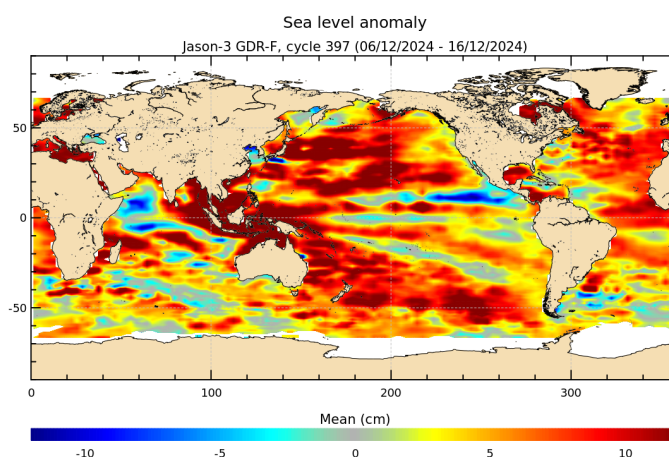 Sea level anomaly
Jason-3 GDR-F, cycle 397 (06/12/2024 - 16/12/2024)
50
0
-50
0 100 200 300
Mean (cm)
-10 -5 0 5 10